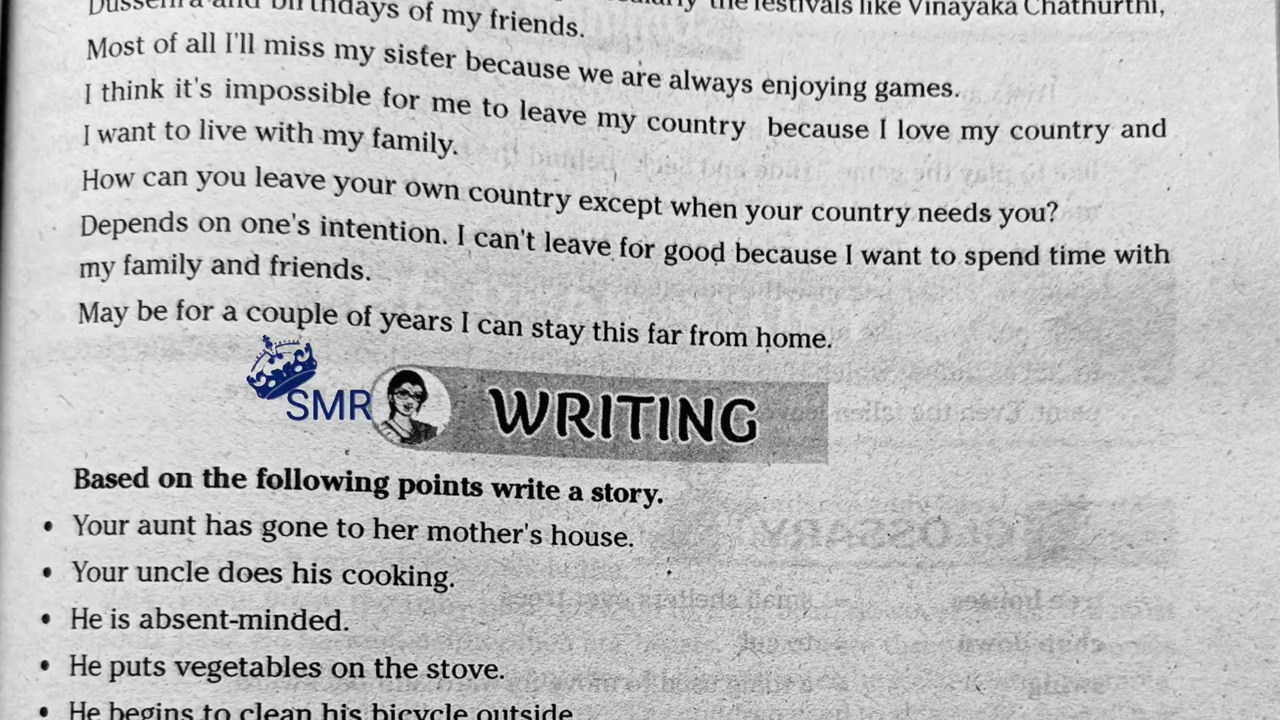 Dussehra and birthdays of my friends. the festivals like Vinayaka Chathurthi,
Most of all I'll miss my sister because we are always enjoying games.
I think it's impossible for me to leave my country because I love my country and
I want to live with my family.
How can you leave your own country except when your country needs you?
Depends on one's intention. I can't leave for good because I want to spend time with
my family and friends.
May be for a couple of years I can stay this far from home.
SMR
WRITING
Based on the following points write a story.
• Your aunt has gone to her mother's house.
• Your uncle does his cooking.
• He is absent-minded.
• He puts vegetables on the stove.
• He begins to clean his bicycle outside